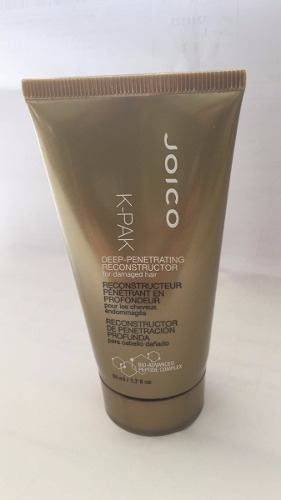 JOICO
K-PAK
DEEP-PENETRATING
RECONSTRUCTOR
for damaged hair
RECONSTRUCTEUR
PÉNÉTRANT EN
PROFONDEUR
pour les cheveux
endommagés
RECONSTRUCTOR
DE PENETRACIÓN
PROFUNDA
para cabello dañado
BIO-ADVANCED
PEPTIDE COMPLEX
50 ml / 1.7 fl oz